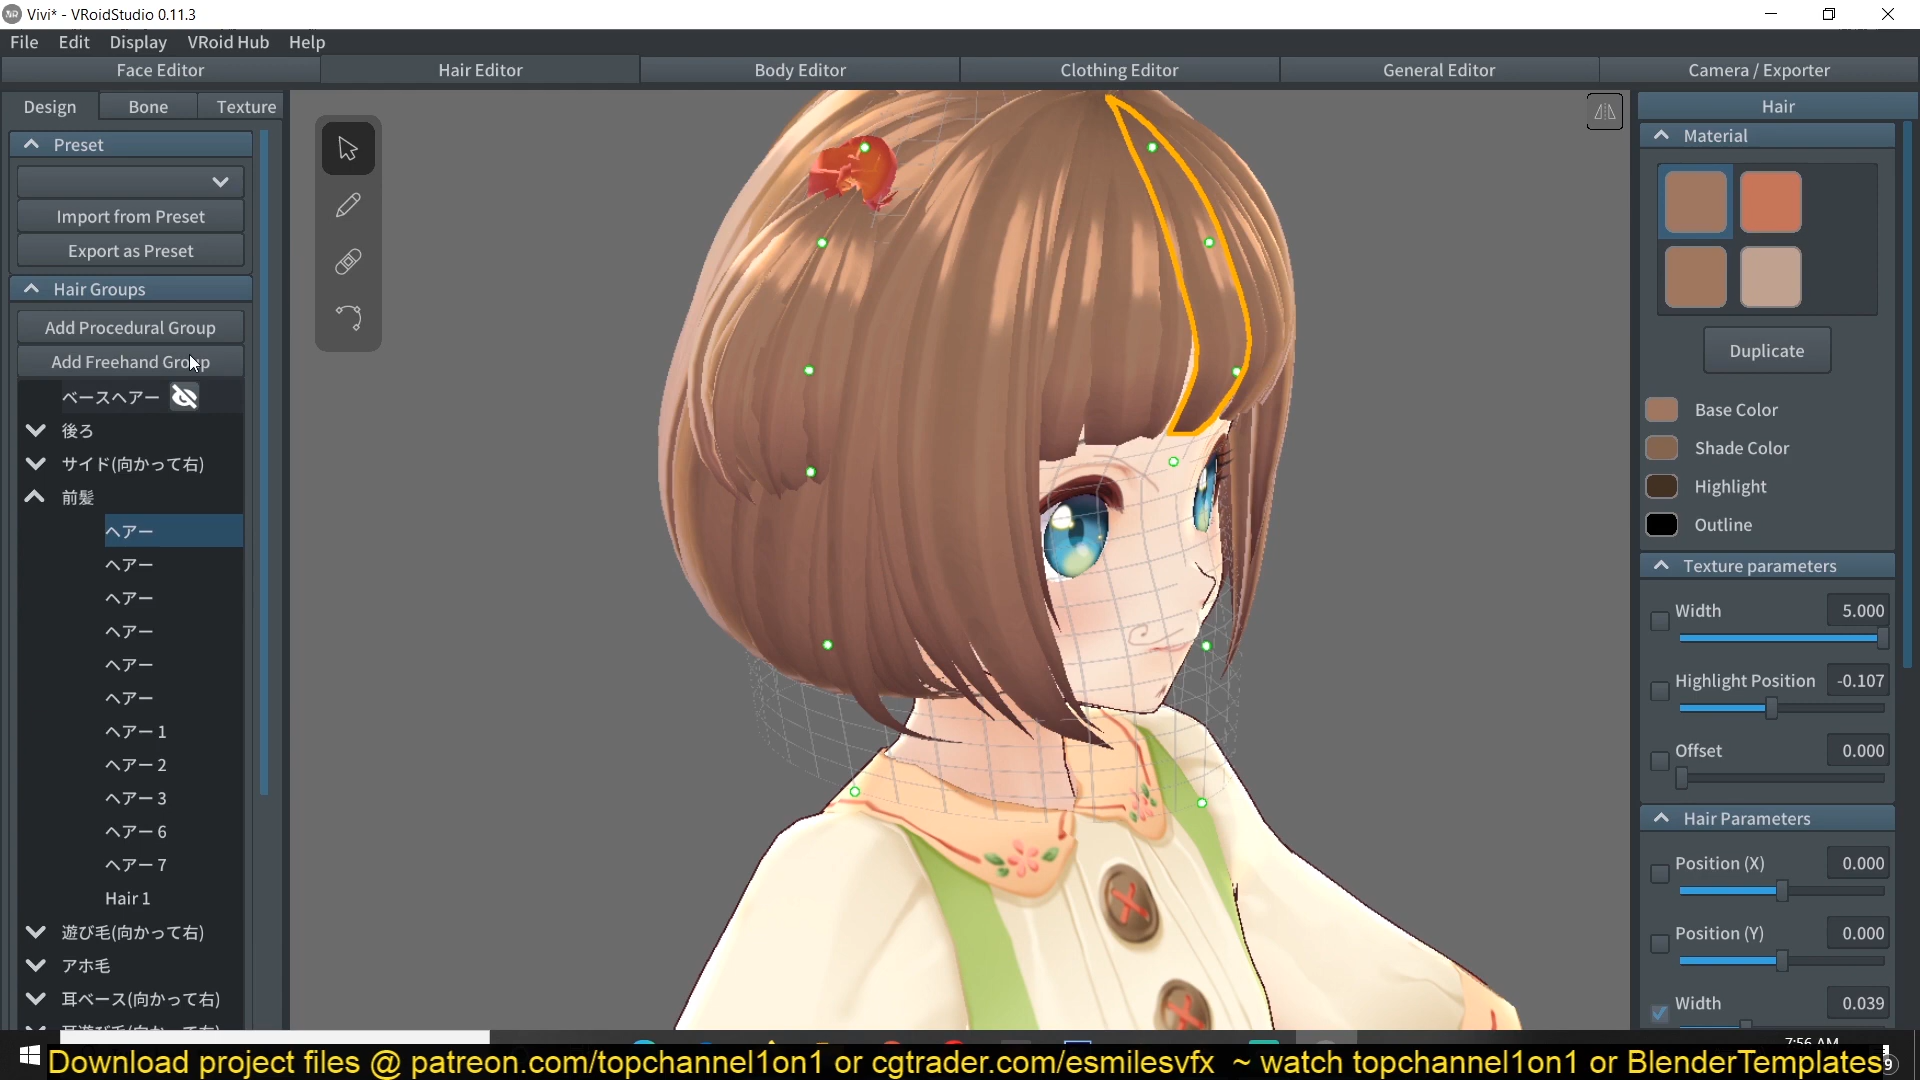 Vivi* - VRoidStudio 0.11.3
File Edit Display VRoid Hub Help
Face Editor Hair Editor Body Editor Clothing Editor General Editor Camera / Exporter
Design Bone Texture
Preset
Import from Preset
Export as Preset
Hair Groups
Add Procedural Group
Add Freehand Group
ベースヘアー
後ろ
サイド(向かって右)
前髪
ヘアー
ヘアー
ヘアー
ヘアー
ヘアー
ヘアー
ヘアー 1
ヘアー 2
ヘアー 3
ヘアー 6
ヘアー 7
Hair 1
遊び毛(向かって右)
アホ毛
耳ベース(向かって右)
Hair
Material
Duplicate
Base Color
Shade Color
Highlight
Outline
Texture parameters
Width 5.000
Highlight Position -0.107
Offset 0.000
Hair Parameters
Position (X) 0.000
Position (Y) 0.000
Width 0.039
7:56 AM
Download project files @ patreon.com/topchannel1on1 or cgtrader.com/esmilesvfx ~ watch topchannel1on1 or BlenderTemplates